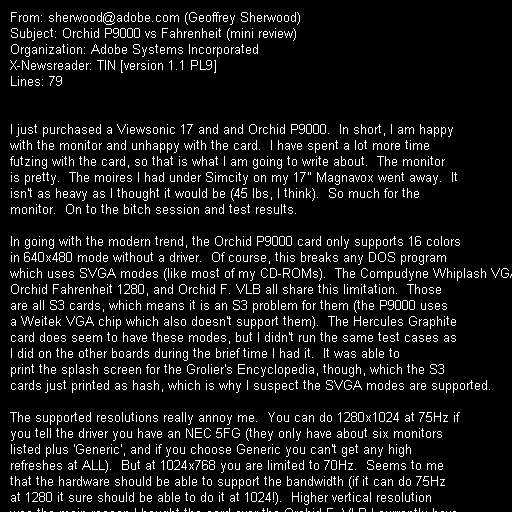 From: sherwood@adobe.com (Geoffrey Sherwood)
Subject: Orchid P9000 vs Fahrenheit (mini review)
Organization: Adobe Systems Incorporated
X-Newsreader: TIN [version 1.1 PL9]
Lines: 79
I just purchased a Viewsonic 17 and and Orchid P9000.  In short, I am happy
with the monitor and unhappy with the card.  I have spent a lot more time
futzing with the card, so that is what I am going to write about.  The monitor
is pretty.  The moires I had under Simcity on my 17" Magnavox went away.  It
isn't as heavy as I thought it would be (45 lbs, I think).  So much for the
monitor.  On to the bitch session and test results.
In going with the modern trend, the Orchid P9000 card only supports 16 colors
in 640x480 mode without a driver.  Of course, this breaks any DOS program
which uses SVGA modes (like most of my CD-ROMs).  The Compudyne Whiplash VGA
Orchid Fahrenheit 1280, and Orchid F. VLB all share this limitation.  Those
are all S3 cards, which means it is an S3 problem for them (the P9000 uses
a Weitek VGA chip which also doesn't support them).  The Hercules Graphite
card does seem to have these modes, but I didn't run the same test cases as
I did on the other boards during the brief time I had it.  It was able to
print the splash screen for the Grolier's Encyclopedia, though, which the S3
cards just printed as hash, which is why I suspect the SVGA modes are supported.
The supported resolutions really annoy me.  You can do 1280x1024 at 75Hz if
you tell the driver you have an NEC 5FG (they only have about six monitors
listed plus 'Generic', and if you choose Generic you can't get any high
refreshes at ALL).  But at 1024x768 you are limited to 70Hz.  Seems to me
that the hardware should be able to support the bandwidth (if it can do 75Hz
at 1280 it sure should be able to do it at 1024!).  Higher vertical resolution
was the main reason I bought the card over the Orchid F. VLB I currently have